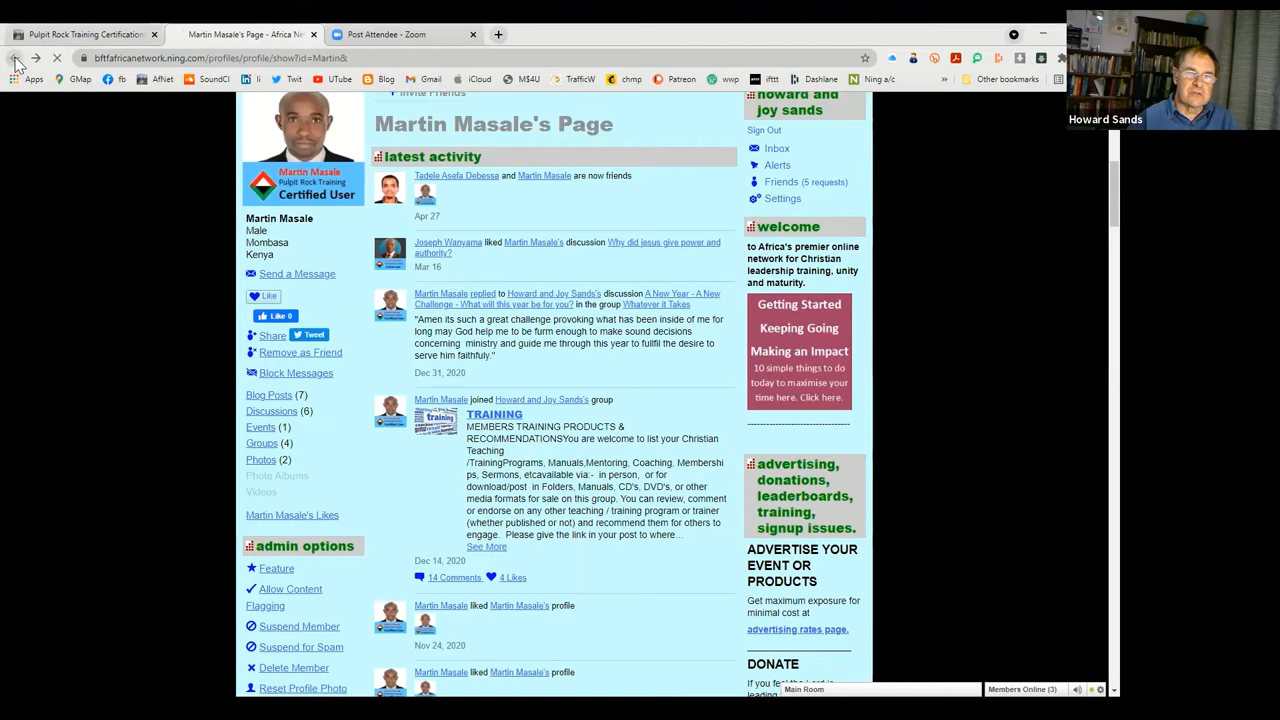 Pulpit Rock Training Certification
Martin Masale's Page - Africa Ne
Post Attendee - Zoom
bftfafricanetwork.ning.com/profiles/profile/show?id=Martin&
Apps
GMap
fb
AfNet
SoundCl
li
Twitter
UTube
Blog
Gmail
iCloud
M$4U
TrafficW
chmp
Patreon
wwp
ifttt
Dashlane
Ning a/c
Other bookmarks
Howard Sands
Martin Masale
Pulpit Rock Training
Certified User
Martin Masale
Male
Mombasa
Kenya
Send a Message
Like
Like 0
Share
Tweet
Remove as Friend
Block Messages
Blog Posts (7)
Discussions (6)
Events (1)
Groups (4)
Photos (2)
Photo Albums
Videos
Martin Masale's Likes
admin options
Feature
Allow Content
Flagging
Suspend Member
Suspend for Spam
Delete Member
Reset Profile Photo
Invite Friends
Martin Masale's Page
latest activity
Tadele Asefa Debessa and Martin Masale are now friends
Apr 27
Joseph Wanyama liked Martin Masale's discussion Why did jesus give power and
authority?
Mar 16
Martin Masale replied to Howard and Joy Sands's discussion A New Year - A New
Challenge - What will this year be for you? in the group Whatever it Takes
"Amen its such a great challenge provoking what has been inside of me for
long may God help me to be furm enough to make sound decisions
concerning ministry and guide me through this year to fullfil the desire to
serve him faithfuly."
Dec 31, 2020
Martin Masale joined Howard and Joy Sands's group
TRAINING
MEMBERS TRAINING PRODUCTS &
RECOMMENDATIONSYou are welcome to list your Christian
Teaching
/TrainingPrograms, Manuals,Mentoring, Coaching, Membershi
ps, Sermons, etcavailable via:- in person, or for
download/post in Folders, Manuals, CD's, DVD's, or other
media formats for sale on this group. You can review, comment
or endorse on any other teaching / training program or trainer
(whether published or not) and recommend them for others to
engage. Please give the link in your post to where…
See More
Dec 14, 2020
14 Comments
4 Likes
Martin Masale liked Martin Masale's profile
Nov 24, 2020
Martin Masale liked Martin Masale's profile
howard and
joy sands
Sign Out
Inbox
Alerts
Friends (5 requests)
Settings
welcome
to Africa's premier online
network for Christian
leadership training, unity
and maturity.
Getting Started
Keeping Going
Making an Impact
10 simple things to do
today to maximise your
time here. Click here.
-----------------------------------
advertising,
donations,
leaderboards,
training,
signup issues.
ADVERTISE YOUR
EVENT OR
PRODUCTS
Get maximum exposure for
minimal cost at
advertising rates page.
DONATE
If you feel the Lord is
leading
Main Room
Members Online (3)